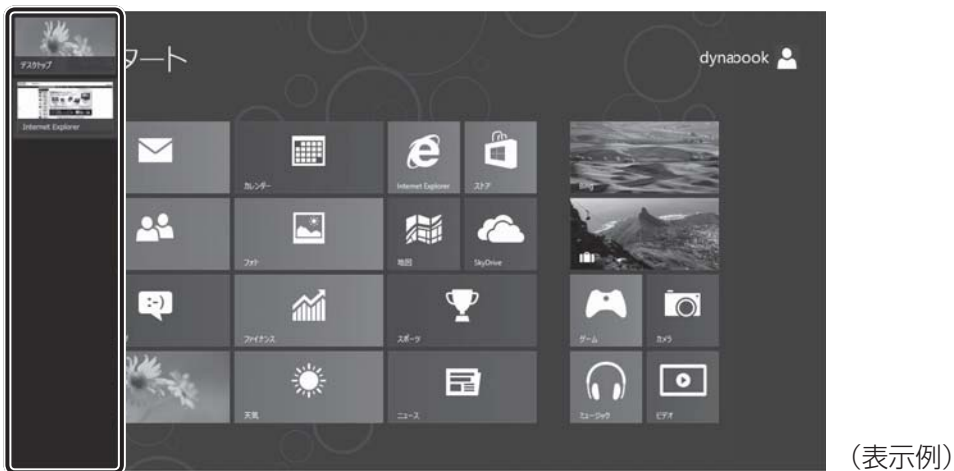 デスクトップ
Internet Explorer
タート
dynabook
カレンダー
Internet Explorer
ストア
Bing
フォト
地図
SkyDrive
ファイナンス
スポーツ
ゲーム
カメラ
天気
ニュース
ミュージック
ビデオ
（表示例）